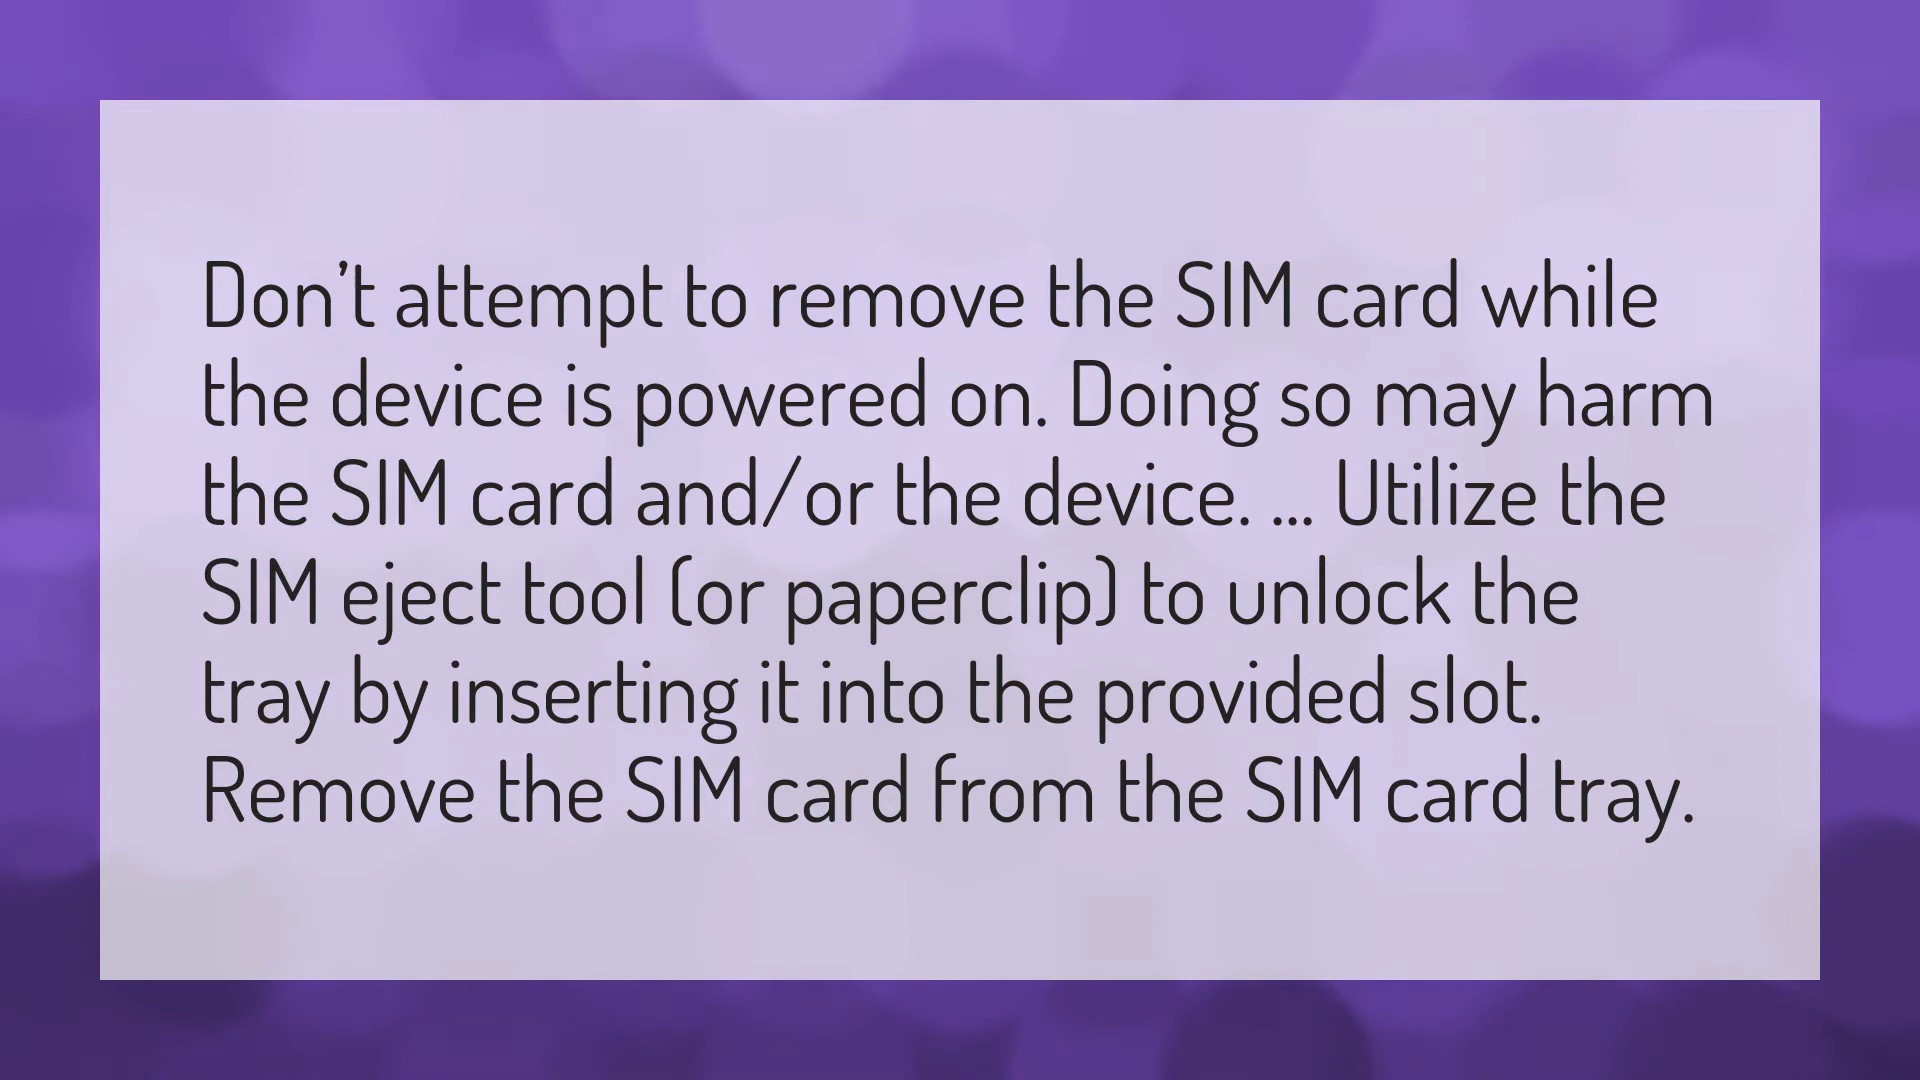 Don't attempt to remove the SIM card while
the device is powered on. Doing so may harm
the SIM card and/or the device. ... Utilize the
SIM eject tool (or paperclip) to unlock the
tray by inserting it into the provided slot.
Remove the SIM card from the SIM card tray.